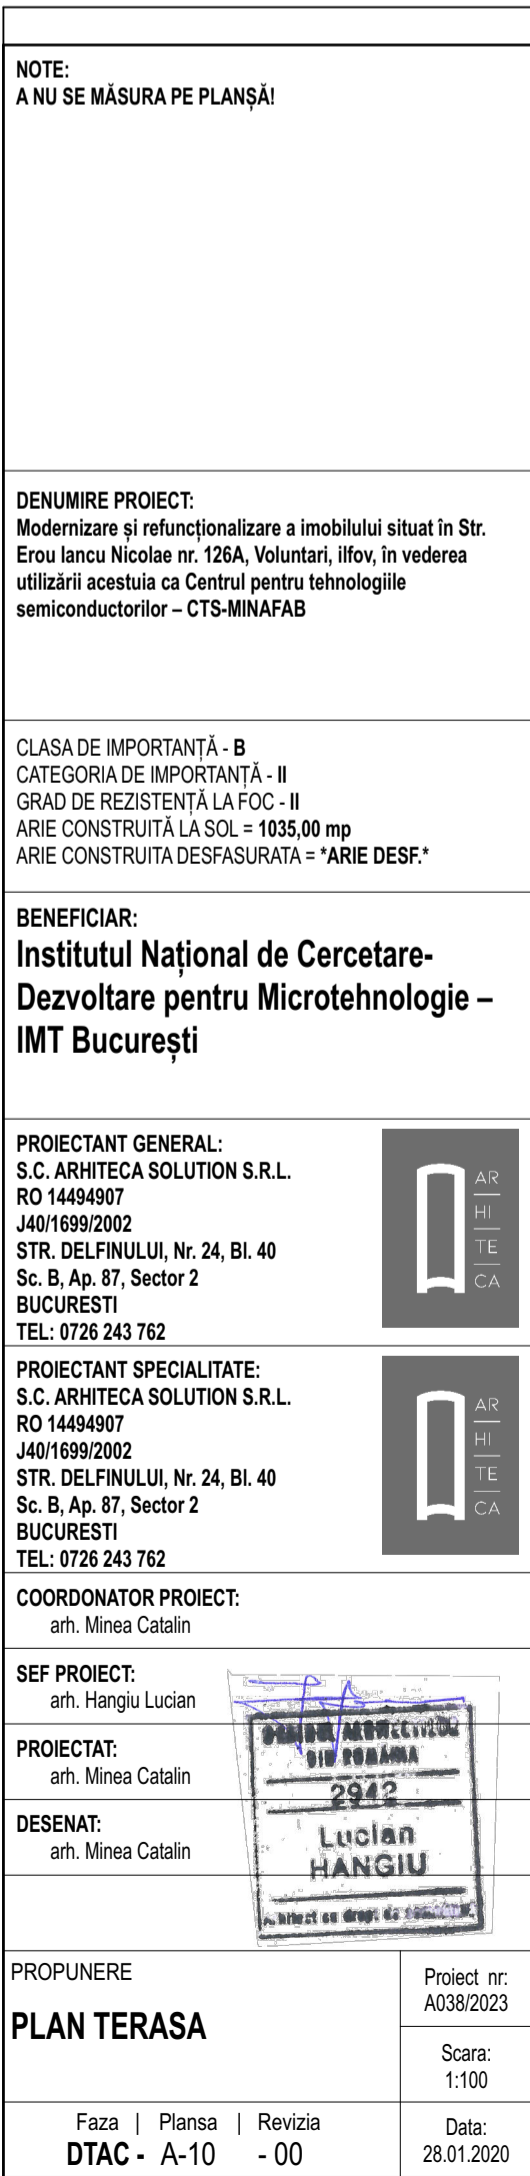 NOTE:
A NU SE MĂSURA PE PLANȘĂ!
DENUMIRE PROIECT:
Modernizare și refuncționalizare a imobilului situat în Str.
Erou Iancu Nicolae nr. 126A, Voluntari, ilfov, în vederea
utilizării acestuia ca Centrul pentru tehnologiile
semiconductorilor – CTS-MINAFAB
CLASA DE IMPORTANȚĂ - B
CATEGORIA DE IMPORTANȚĂ - II
GRAD DE REZISTENȚĂ LA FOC - II
ARIE CONSTRUITĂ LA SOL = 1035,00 mp
ARIE CONSTRUITA DESFASURATA = *ARIE DESF.*
BENEFICIAR:
Institutul Național de Cercetare-
Dezvoltare pentru Microtehnologie –
IMT București
PROIECTANT GENERAL:
S.C. ARHITECA SOLUTION S.R.L.
RO 14494907
J40/1699/2002
STR. DELFINULUI, Nr. 24, Bl. 40
Sc. B, Ap. 87, Sector 2
BUCURESTI
TEL: 0726 243 762
AR
HI
TE
CA
PROIECTANT SPECIALITATE:
S.C. ARHITECA SOLUTION S.R.L.
RO 14494907
J40/1699/2002
STR. DELFINULUI, Nr. 24, Bl. 40
Sc. B, Ap. 87, Sector 2
BUCURESTI
TEL: 0726 243 762
AR
HI
TE
CA
COORDONATOR PROIECT:
arh. Minea Catalin
SEF PROIECT:
arh. Hangiu Lucian
PROIECTAT:
arh. Minea Catalin
DESENAT:
arh. Minea Catalin
DIN ROMÂNIA
2942
Lucian
HANGIU
cu drept de
PROPUNERE
PLAN TERASA
Proiect nr:
A038/2023
Scara:
1:100
Faza | Plansa | Revizia
DTAC - A-10 - 00
Data:
28.01.2020